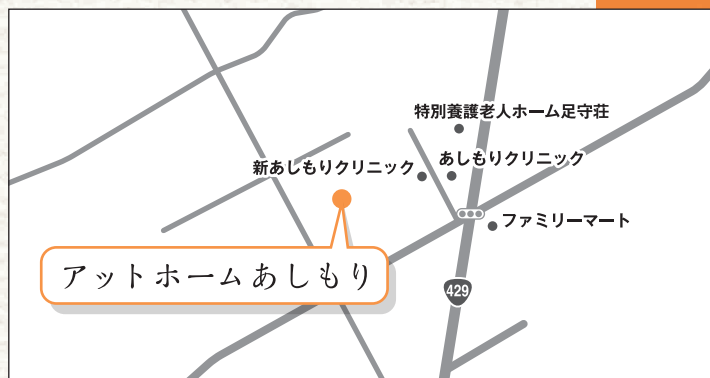 特別養護老人ホーム足守荘
あしもりクリニック
新あしもりクリニック
ファミリーマート
アットホームあしもり
429